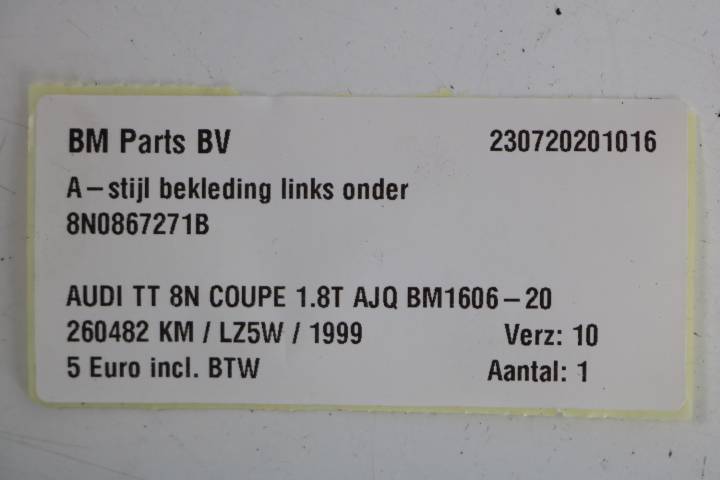 BM Parts BV 230720201016
A-stijl bekleding links onder
8N0867271B
AUDI TT 8N COUPE 1.8T AJQ BM1606-20
260482 KM / LZ5W / 1999 Verz: 10
5 Euro incl. BTW Aantal: 1